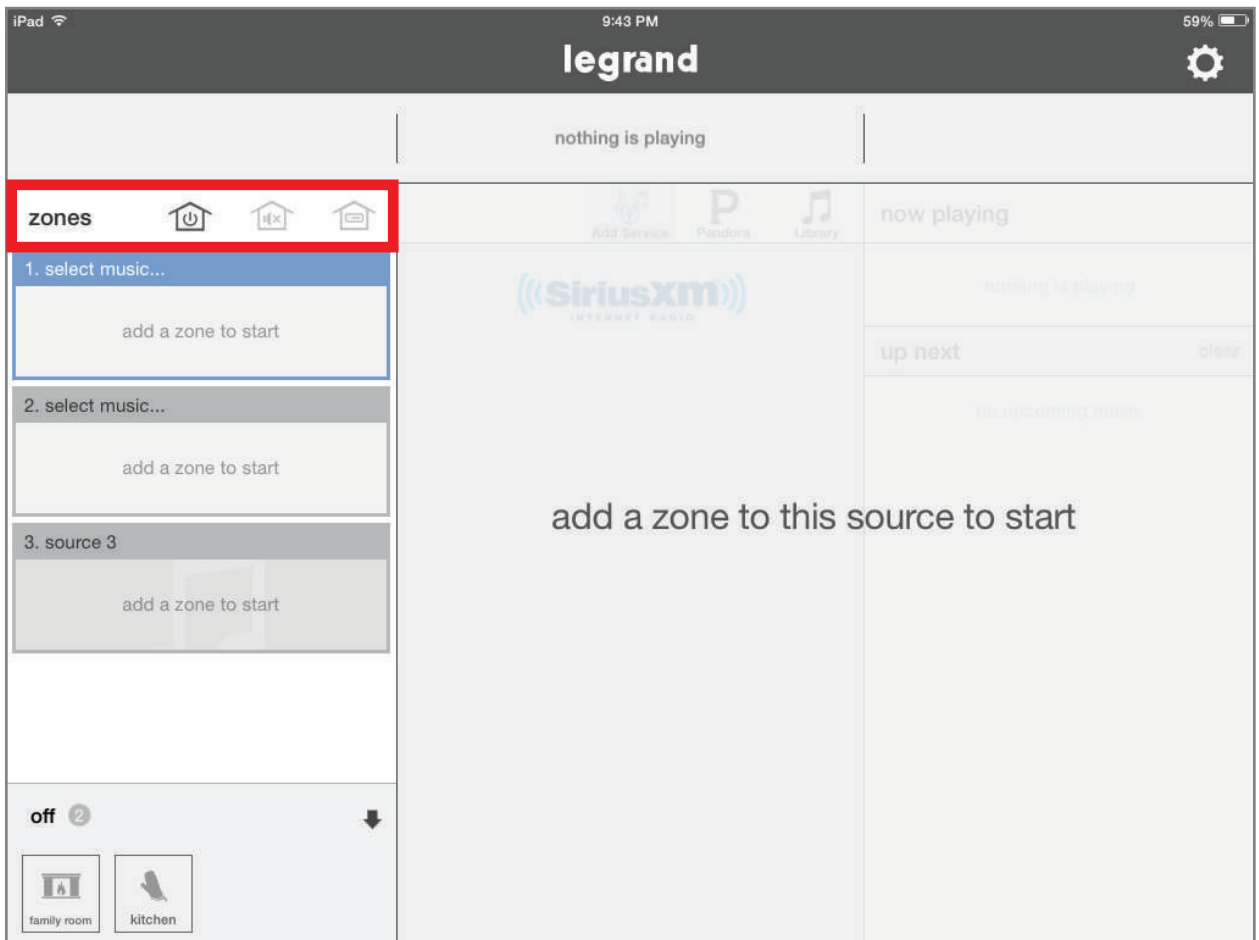 iPad 9:43 PM 59%
legrand
nothing is playing
zones
Add Service Pandora Library
now playing
1. select music...
add a zone to start
((SiriusXM))
INTERNET RADIO
nothing is playing
up next clear
2. select music...
add a zone to start
no upcoming music
add a zone to this source to start
3. source 3
add a zone to start
off 2
family room kitchen